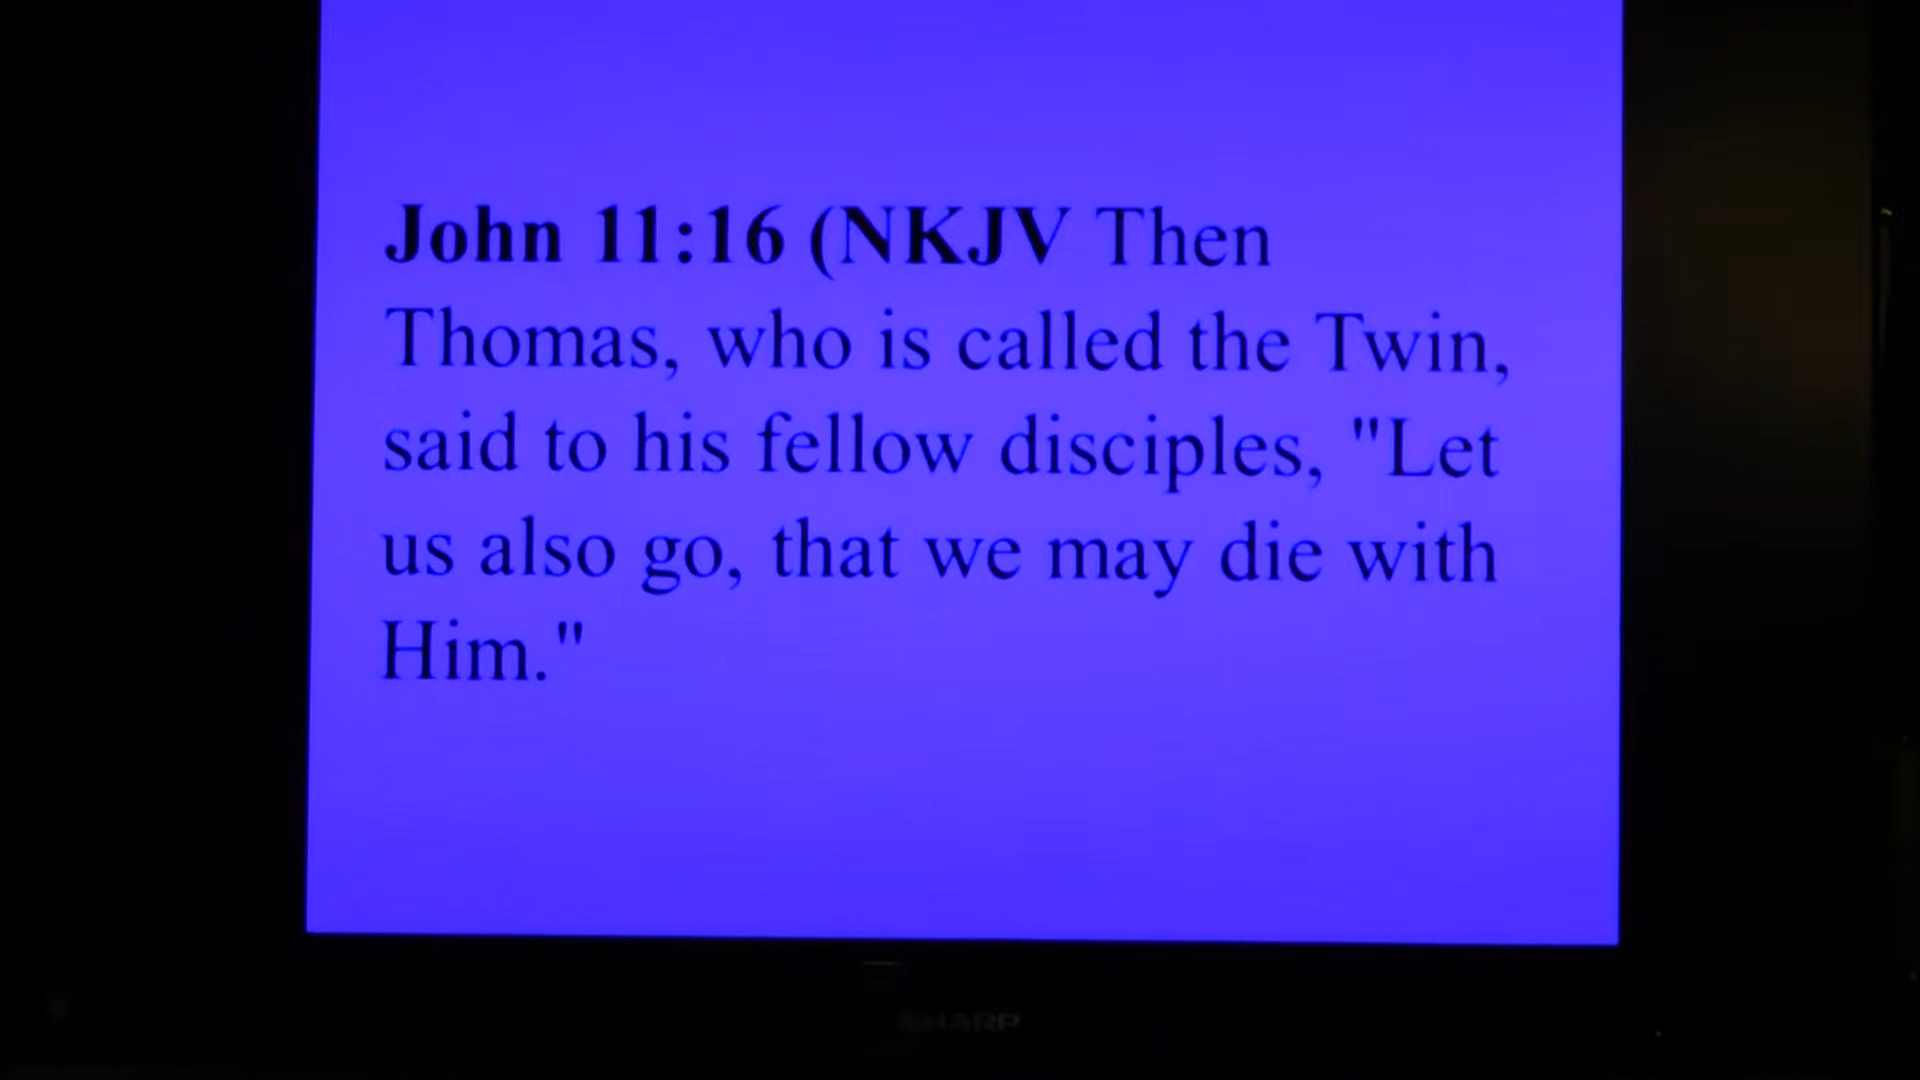 John 11:16 (NKJV Then
Thomas, who is called the Twin,
said to his fellow disciples, "Let
us also go, that we may die with
Him."
SHARP